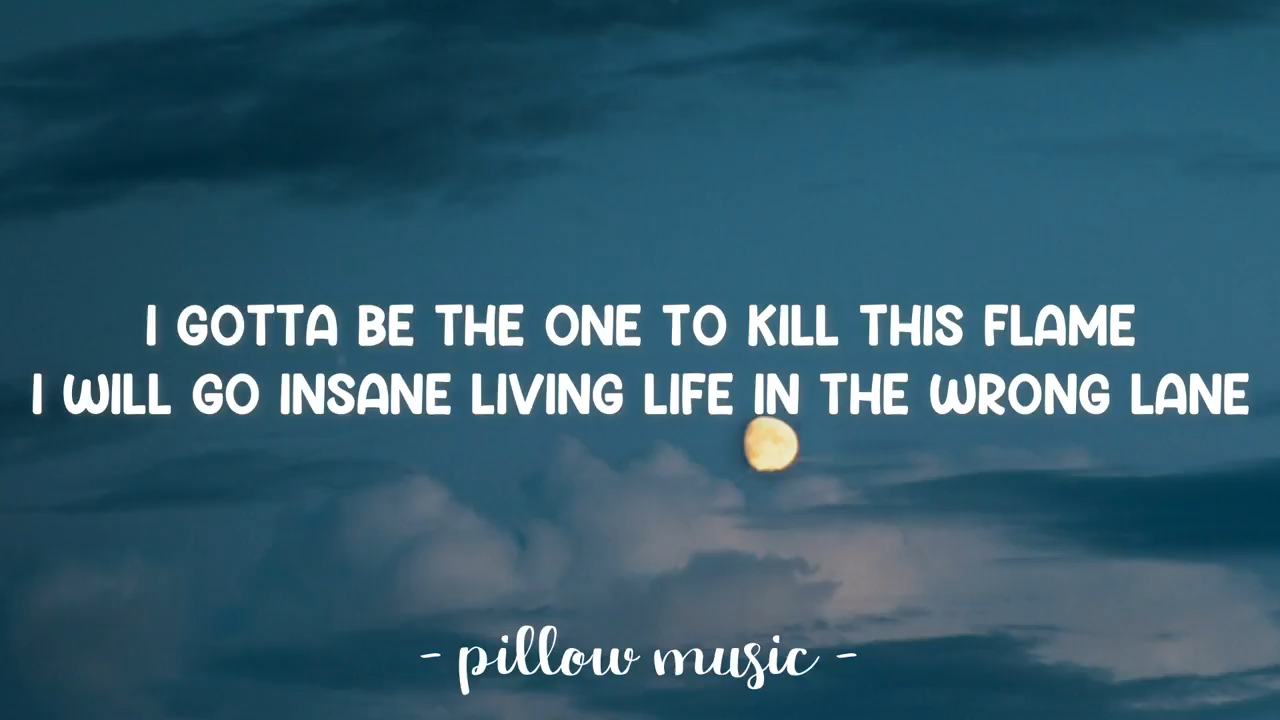 I GOTTA BE THE ONE TO KILL THIS FLAME
I WILL GO INSANE LIVING LIFE IN THE WRONG LANE
- pillow music -